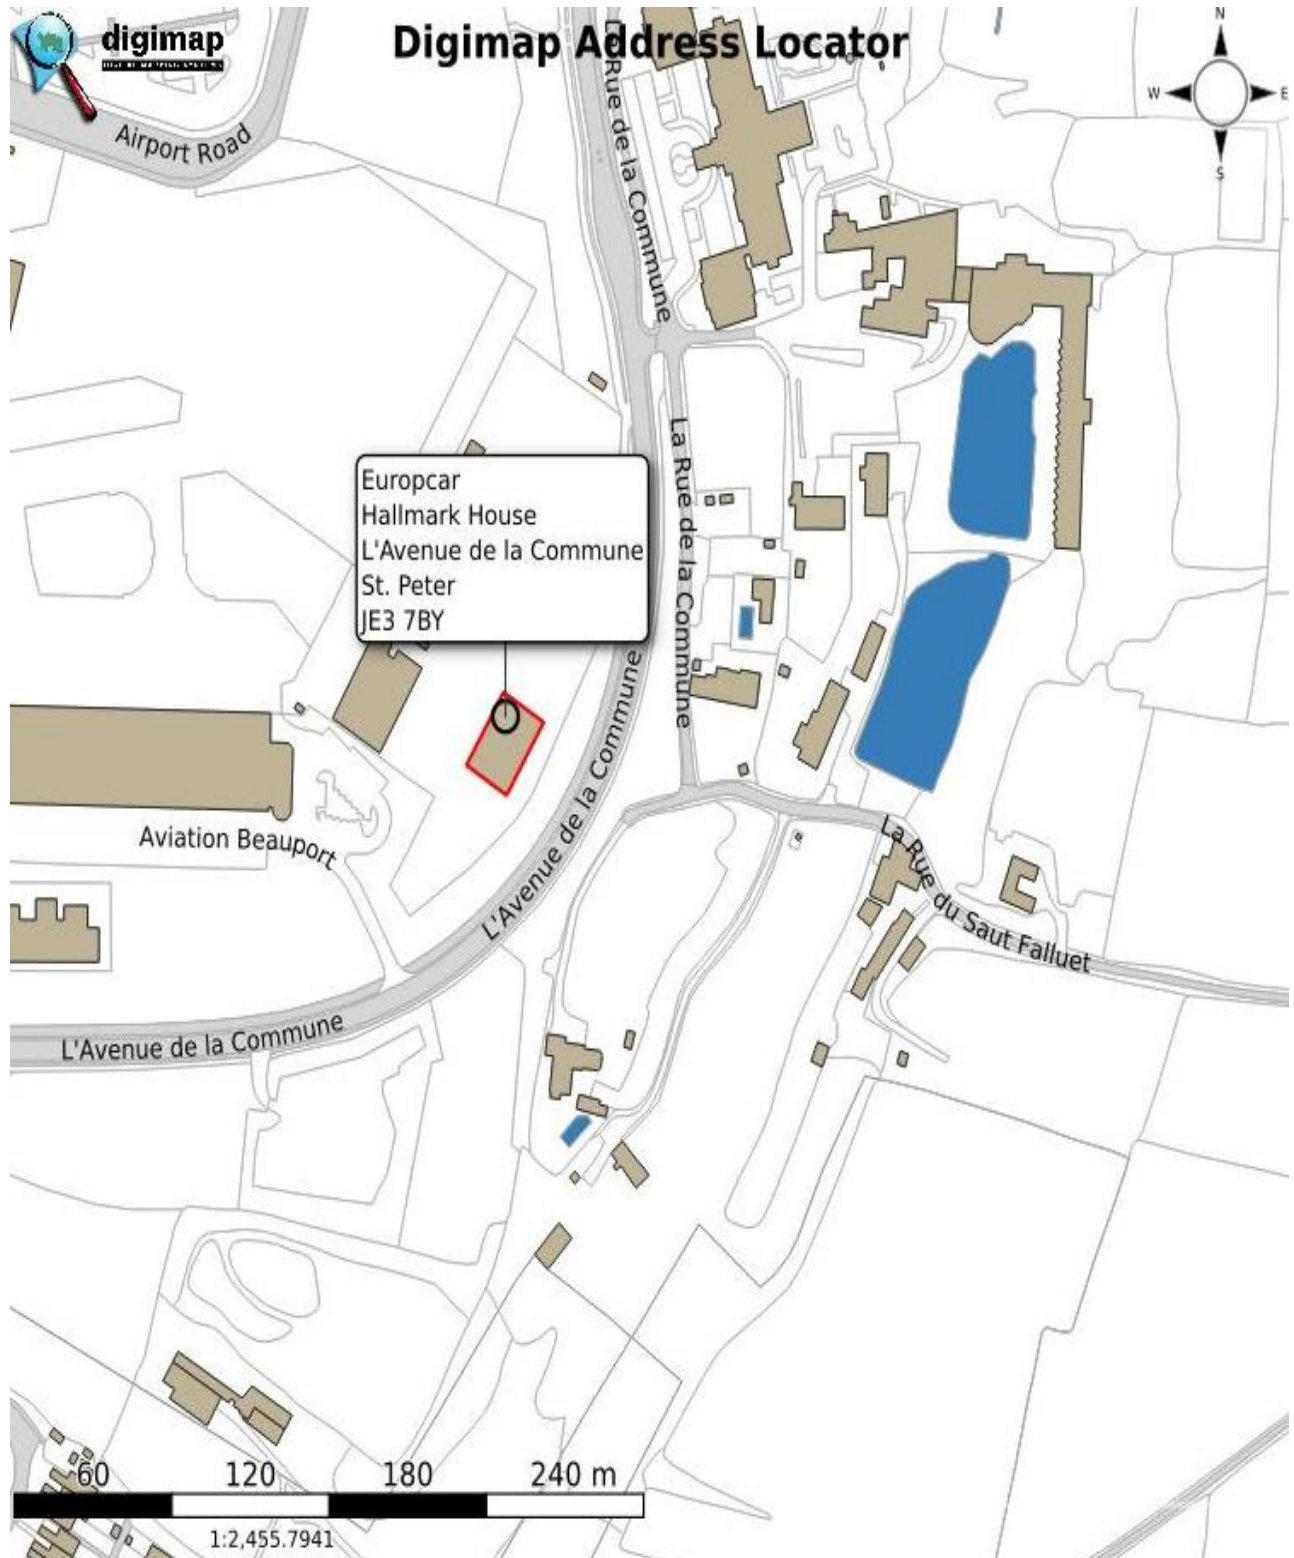 digimap
Digimap Address Locator
N
W
E
S
Airport Road
La Rue de la Commune
Europcar
Hallmark House
L'Avenue de la Commune
St. Peter
JE3 7BY
La Rue de la Commune
L'Avenue de la Commune
Aviation Beauport
La Rue du Saut Falluet
L'Avenue de la Commune
60 120 180 240 m
1:2,455.7941